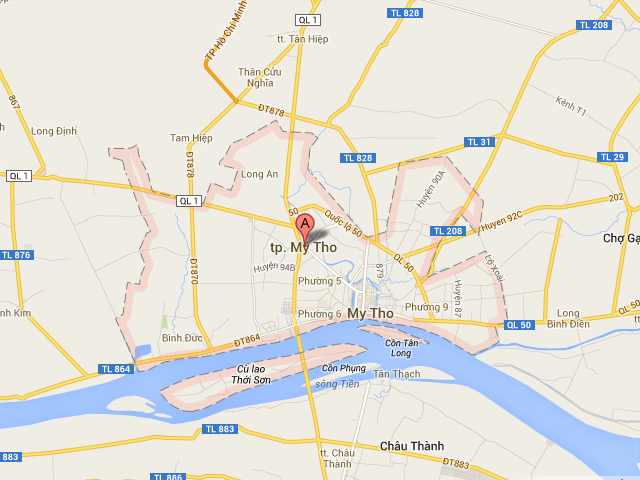 TL 828
QL 1
TL 208
tt. Tân Hiệp
TP Hồ Chí Minh
Thân Cửu
Nghĩa
867
Kênh T1
ĐT878
Long Định
Tam Hiệp
TL 31
ĐT878
TL 828
TL 29
Long An
QL 1
Huyện 90A
202
QL 1
50
Quốc lộ 50
Huyện 92C
A
TL 208
Chợ Gạ
tp. Mỹ Tho
TL 876
QL 50
Lộ Xoài
Huyện 94B
879
ĐT870
Phường 5
Huyện 87
nh Kim
Phường 6
My Tho
Phường 9
Long
Bình Điền
QL 50
Bình Đức
ĐT864
Cồn Tân
Long
TL 864
Cù lao
Thới Sơn
Cồn Phụng
Tân Thạch
sông Tiền
TL 883
Châu Thành
883
tt. Châu
Thành
ĐT883
TL 886